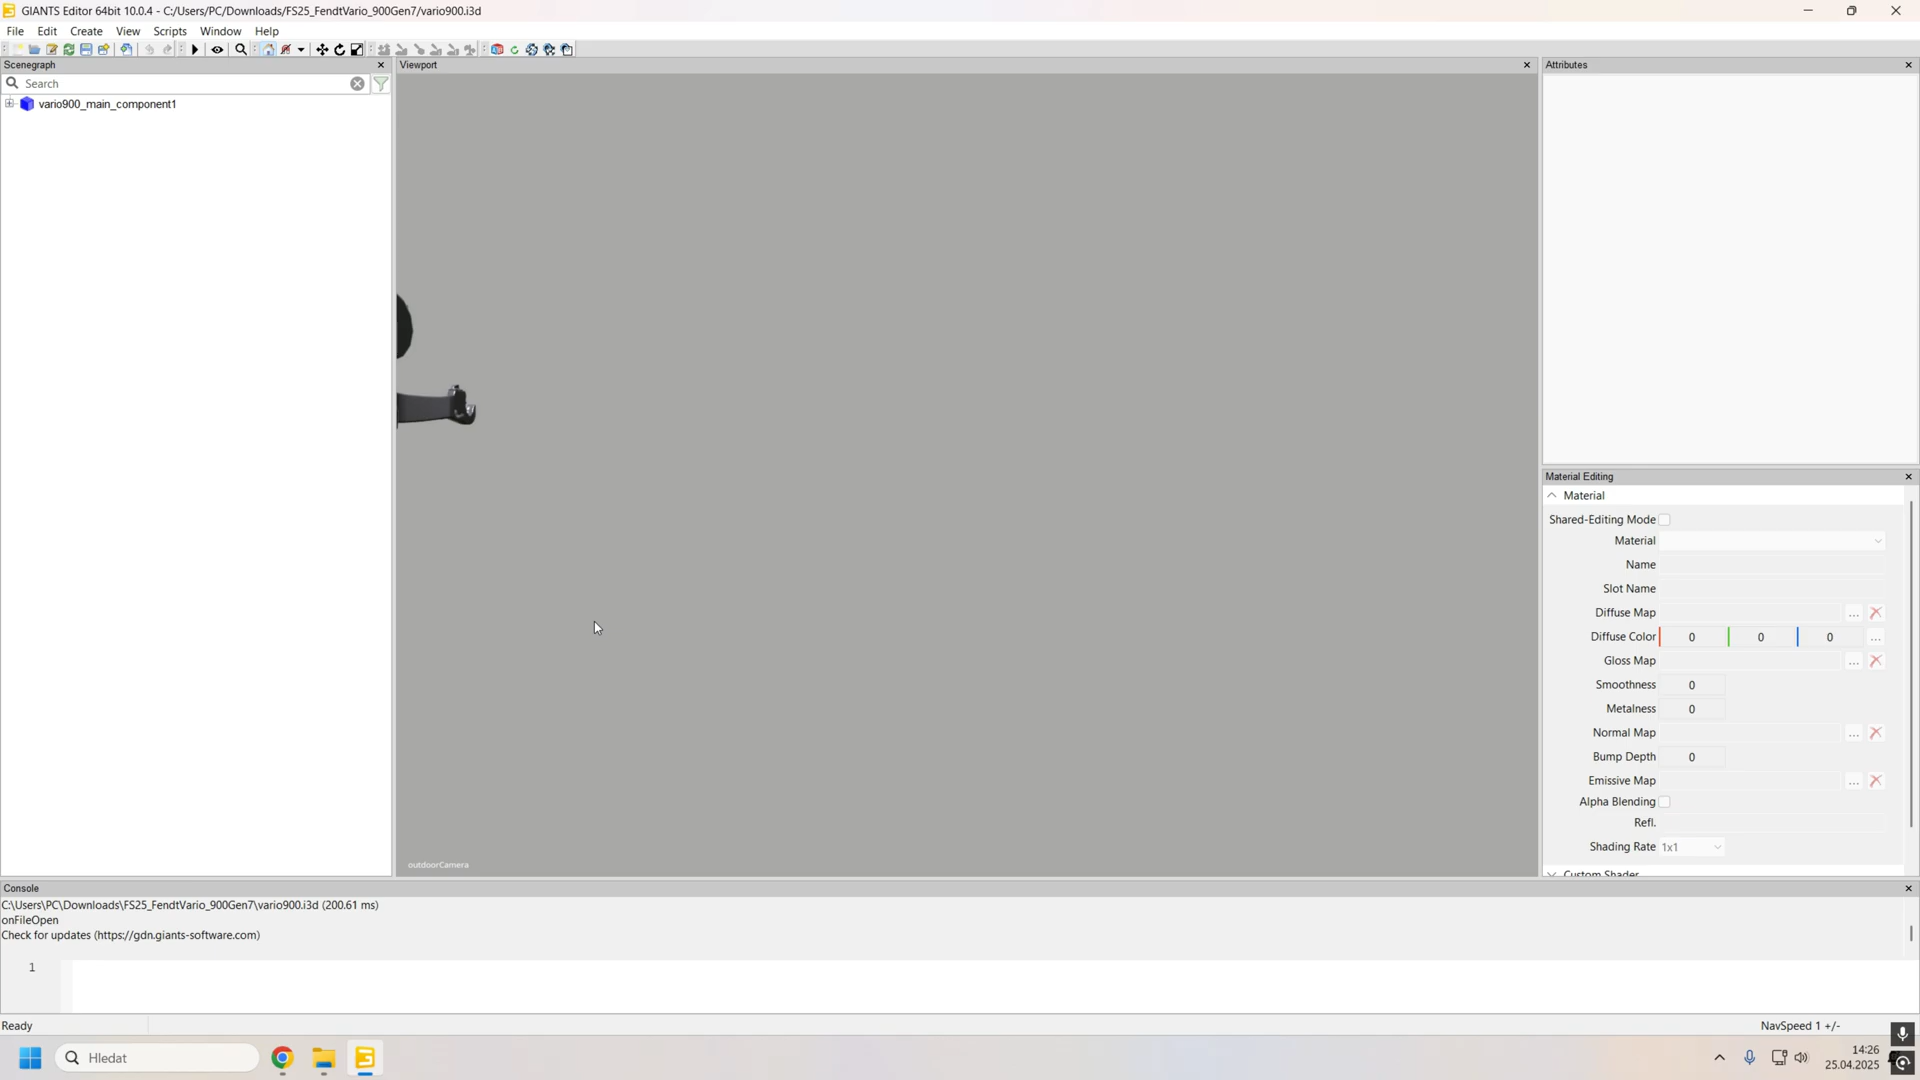 GIANTS Editor 64bit 10.0.4 - C:/Users/PC/Downloads/FS25_FendtVario_900Gen7/vario900.i3d
File Edit Create View Scripts Window Help
Scenegraph
Viewport
Attributes
Search
vario900_main_component1
outdoorCamera
Material Editing
Material
Shared-Editing Mode
Material
Name
Slot Name
Diffuse Map ...
Diffuse Color 0 0 0 ...
Gloss Map ...
Smoothness 0
Metalness 0
Normal Map ...
Bump Depth 0
Emissive Map ...
Alpha Blending
Refl.
Shading Rate 1x1
Custom Shader
Console
C:\Users\PC\Downloads\FS25_FendtVario_900Gen7\vario900.i3d (200.61 ms)
onFileOpen
Check for updates (https://gdn.giants-software.com)
1
Ready
NavSpeed 1 +/-
Hledat
14:26
25.04.2025